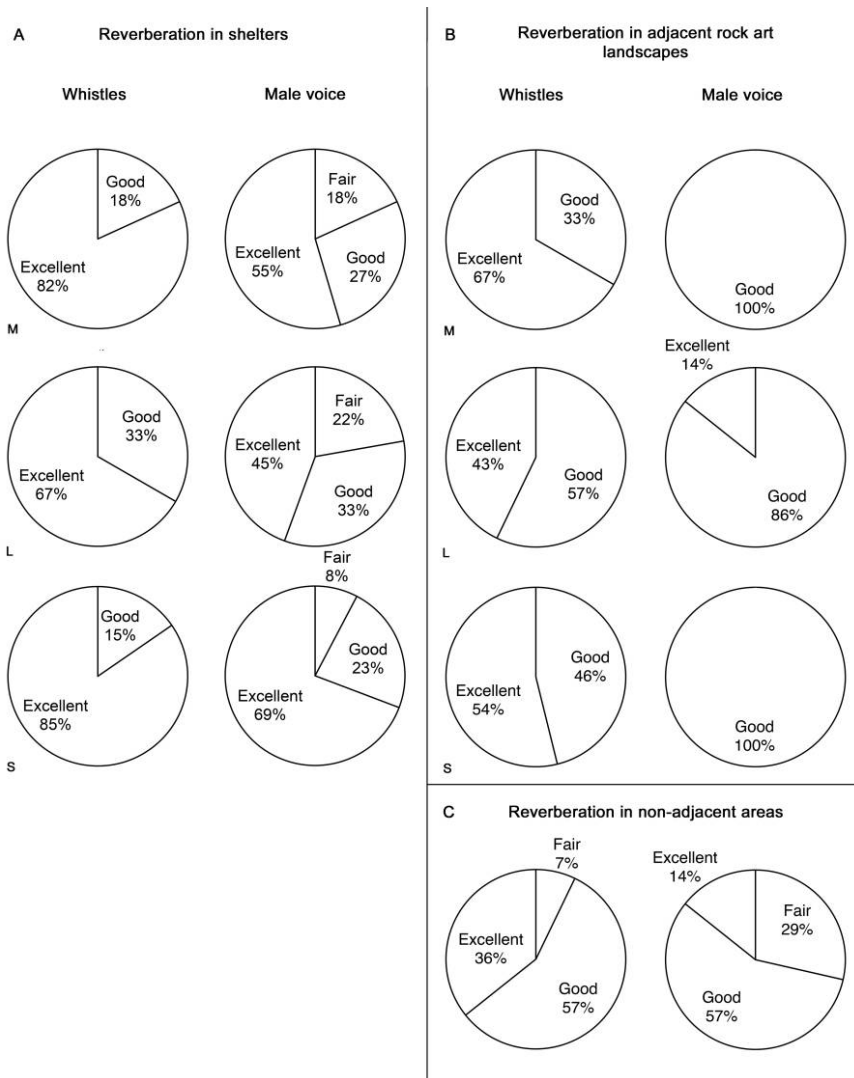 A Reverberation in shelters
Whistles Male voice
Good
18%
Excellent
82%
Fair
18%
Excellent
55%
Good
27%
M
Good
33%
Excellent
67%
Fair
22%
Excellent
45%
Good
33%
L
Good
15%
Excellent
85%
Fair
8%
Good
23%
Excellent
69%
S
B Reverberation in adjacent rock art
landscapes
Whistles Male voice
Good
33%
Excellent
67%
Good
100%
M
Excellent
43%
Good
57%
Excellent
14%
Good
86%
L
Good
46%
Excellent
54%
Good
100%
S
C Reverberation in non-adjacent areas
Fair
7%
Excellent
36%
Good
57%
Excellent
14%
Fair
29%
Good
57%